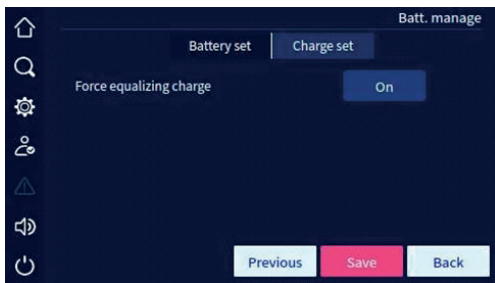 Batt. manage
Battery set Charge set
Force equalizing charge On
Previous Save Back